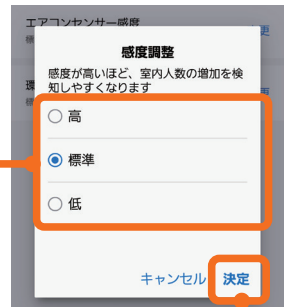 エアコンセンサー感度
更
感度調整
感度が高いほど、室内人数の増加を検
知しやすくなります
環
高
標準
低
キャンセル
決定